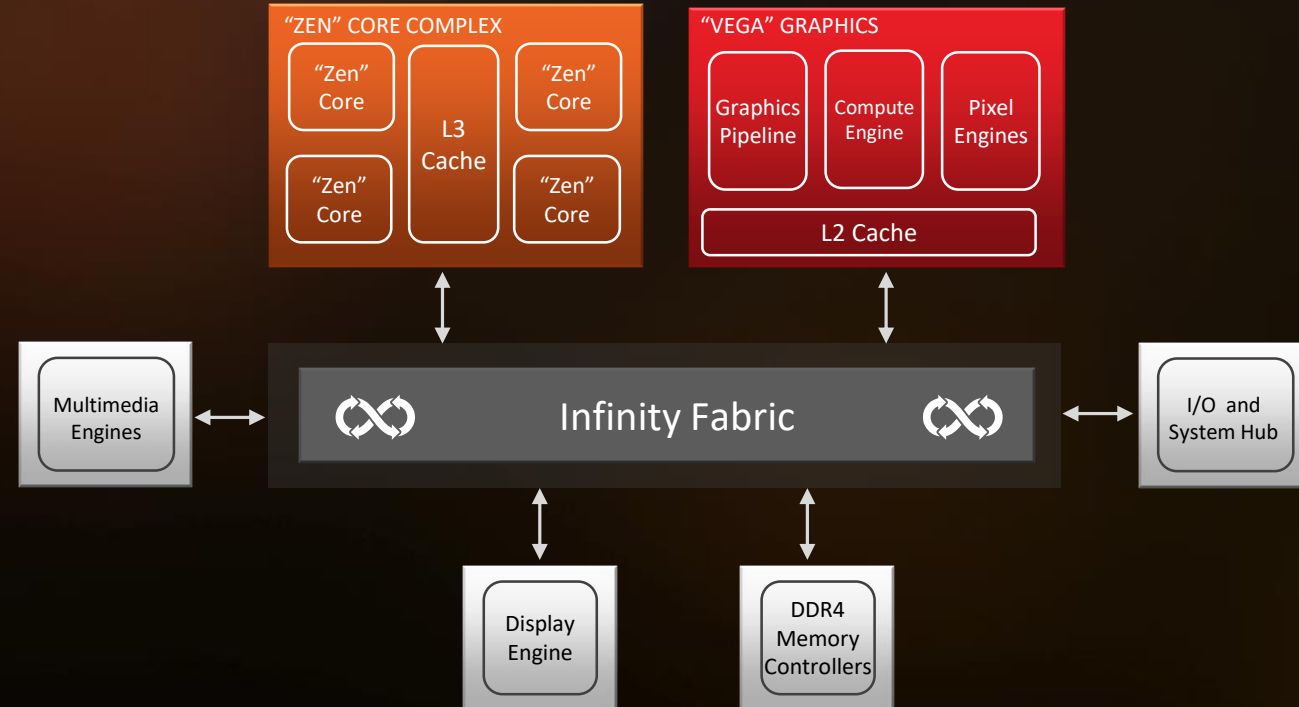 “ZEN” CORE COMPLEX
“Zen”
Core
L3
Cache
“Zen”
Core
“Zen”
Core
“Zen”
Core
“VEGA” GRAPHICS
Graphics
Pipeline
Compute
Engine
Pixel
Engines
L2 Cache
Multimedia
Engines
Infinity Fabric
I/O and
System Hub
Display
Engine
DDR4
Memory
Controllers